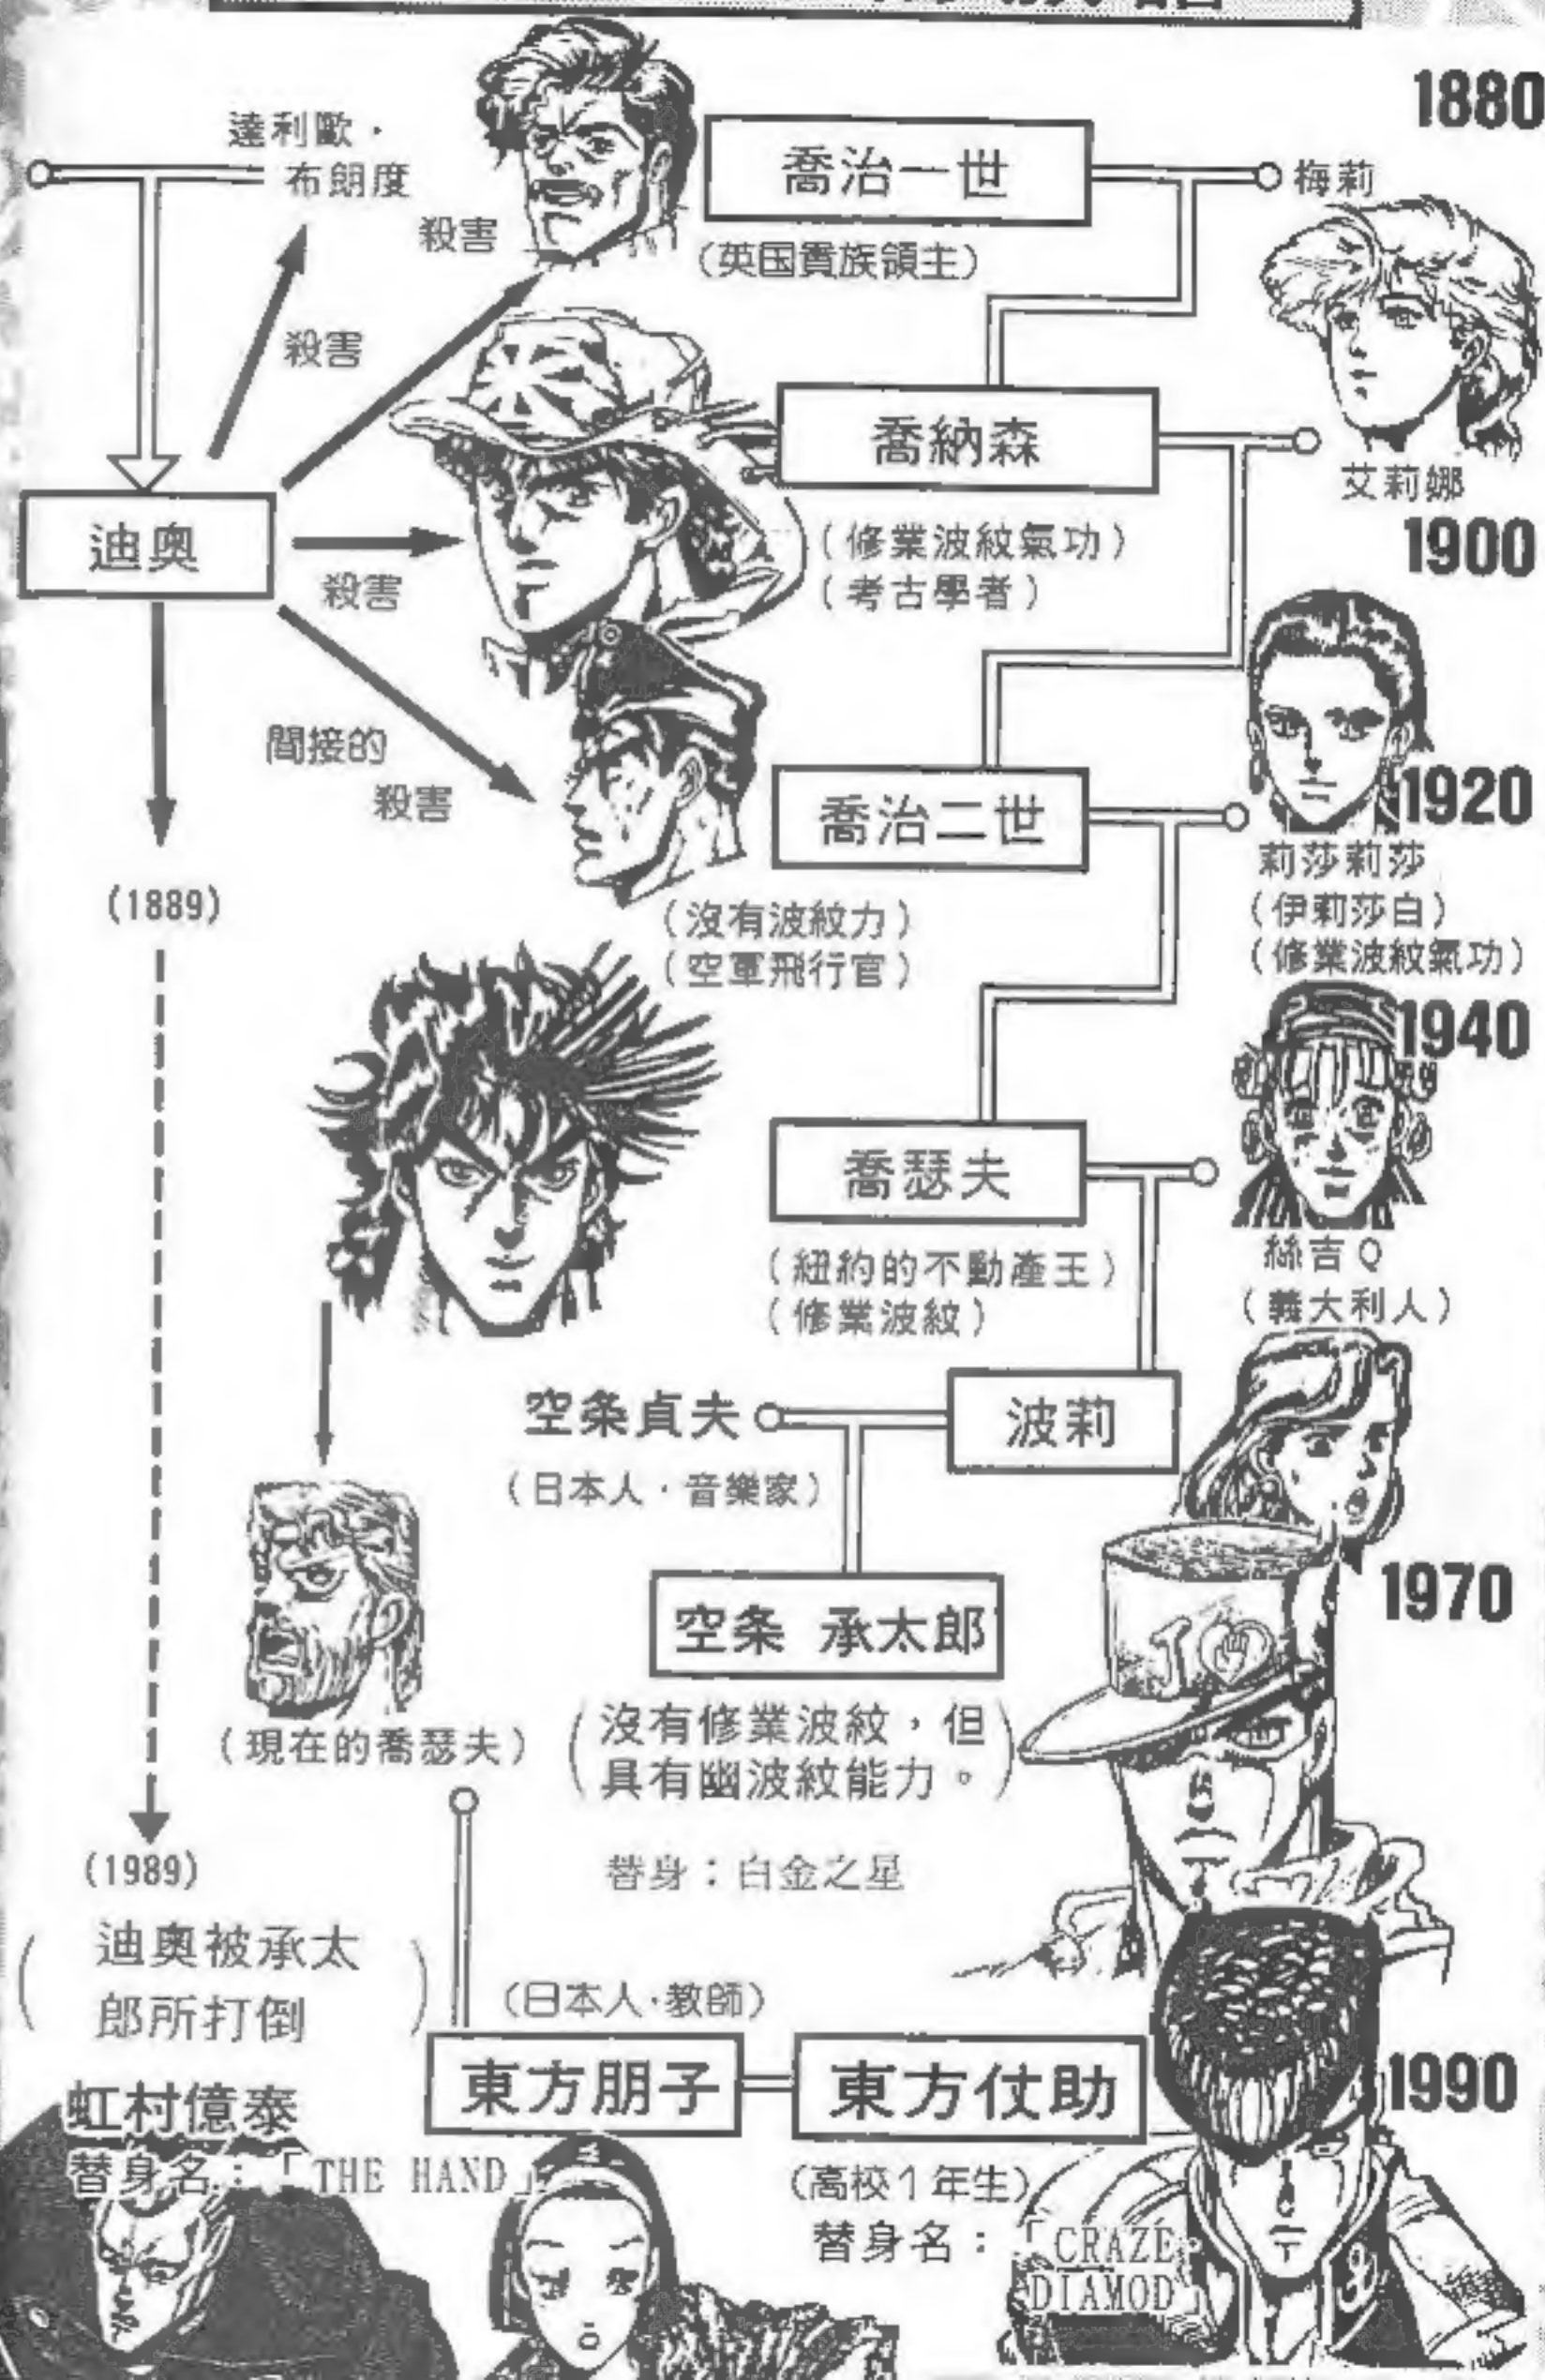 1880
達利歐・
布朗度
殺害
喬治一世
梅莉
(英国貴族領主)
殺害
喬納森
艾莉娜
迪奧
殺害
(修業波紋氣功)
(考古學者)
1900
間接的
殺害
喬治二世
1920
莉莎莉莎
(伊莉莎白)
(修業波紋氣功)
(1889)
(沒有波紋力)
(空軍飛行官)
1940
喬瑟夫
絲吉Q
(義大利人)
(紐約的不動產王)
(修業波紋)
空条貞夫
波莉
(日本人・音樂家)
1970
空条 承太郎
(現在的喬瑟夫)
(沒有修業波紋，但
具有幽波紋能力。)
替身：白金之星
(1989)
(迪奧被承太
郎所打倒)
(日本人・教師)
東方朋子
東方仗助
1990
虹村億泰
替身名：「THE HAND」
(高校1年生)
替身名：「CRAZE・
DIAMOD」